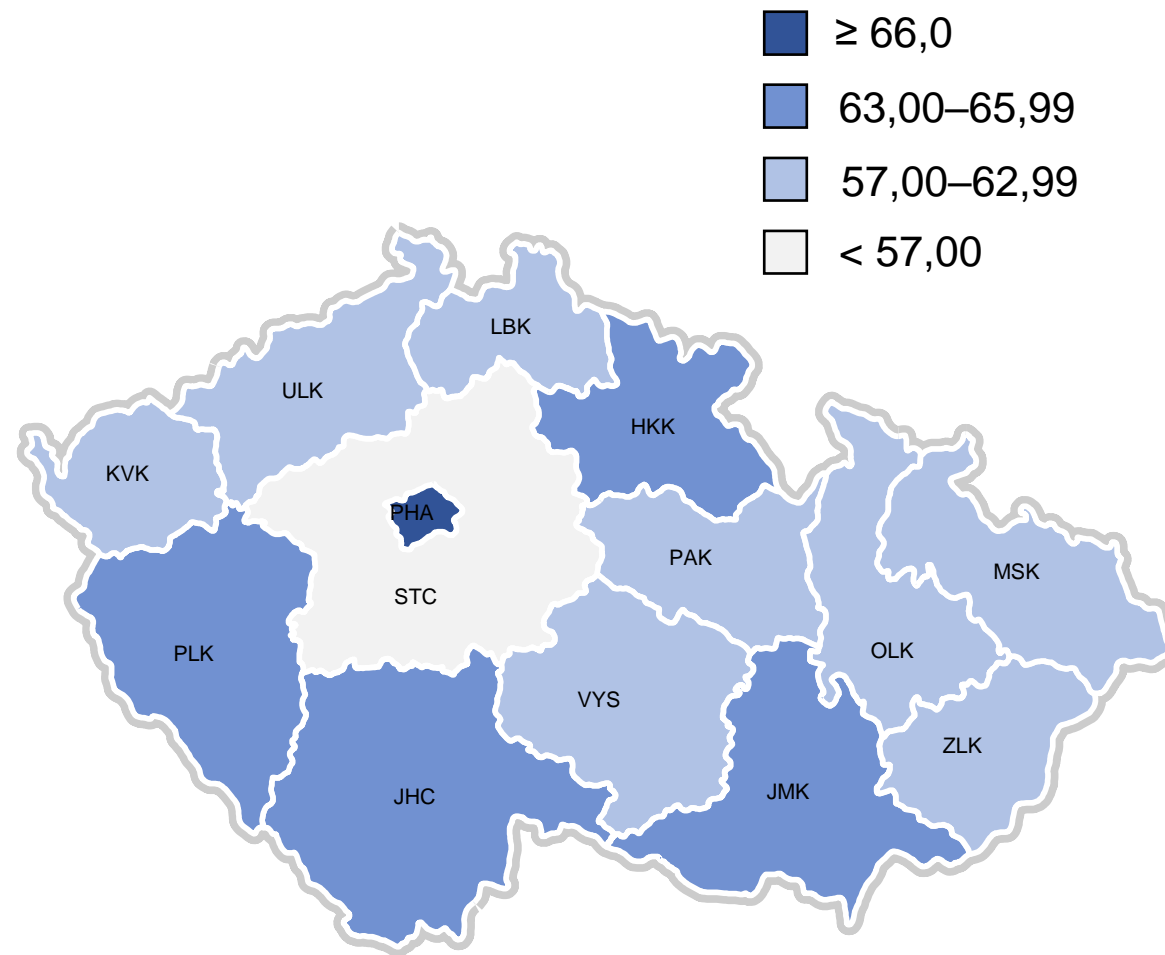 ≥ 66,0
63,00–65,99
57,00–62,99
< 57,00
LBK
ULK
HKK
KVK
PHA
PAK
MSK
STC
OLK
PLK
VYS
ZLK
JMK
JHC